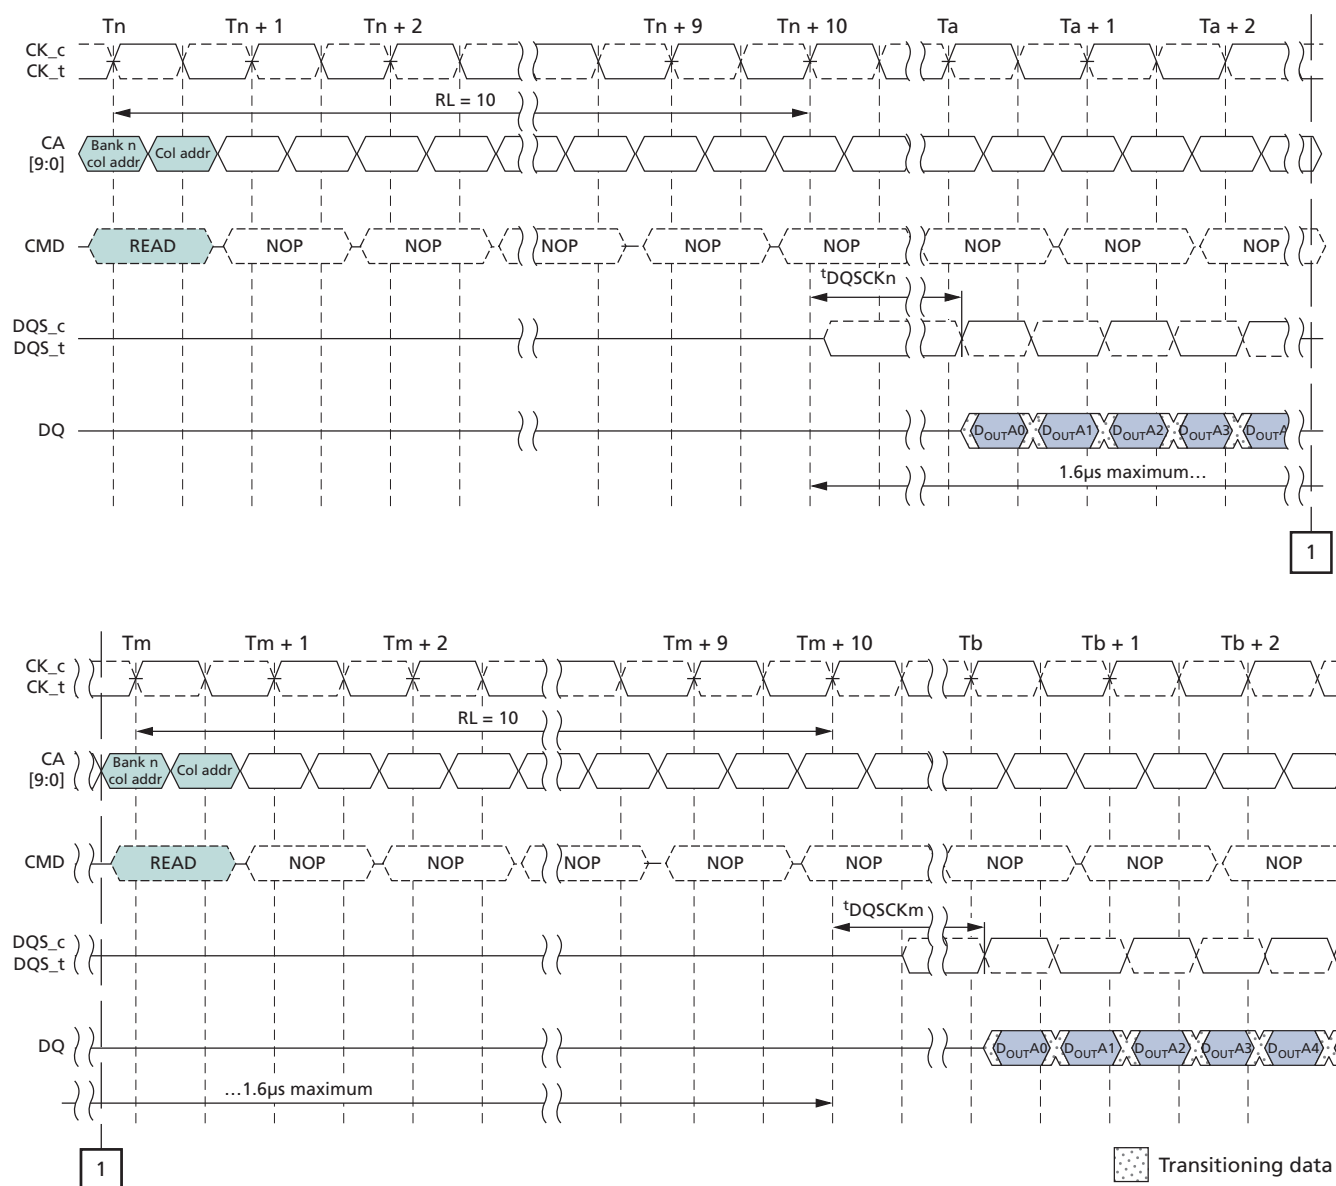 Tn Tn + 1 Tn + 2 Tn + 9 Tn + 10 Ta Ta + 1 Ta + 2
CK_c
CK_t
RL = 10
CA
[9:0]
Bank n
col addr
Col addr
CMD READ NOP NOP NOP NOP NOP NOP NOP NOP
tDQSCKn
DQS_c
DQS_t
DQ DOUTA0 DOUTA1 DOUTA2 DOUTA3 DOUTA
1.6µs maximum…
1
Tm Tm + 1 Tm + 2 Tm + 9 Tm + 10 Tb Tb + 1 Tb + 2
CK_c
CK_t
RL = 10
CA
[9:0]
Bank n
col addr
Col addr
CMD READ NOP NOP NOP NOP NOP NOP NOP NOP
tDQSCKm
DQS_c
DQS_t
DQ DOUTA0 DOUTA1 DOUTA2 DOUTA3 DOUTA4
…1.6µs maximum
1
Transitioning data